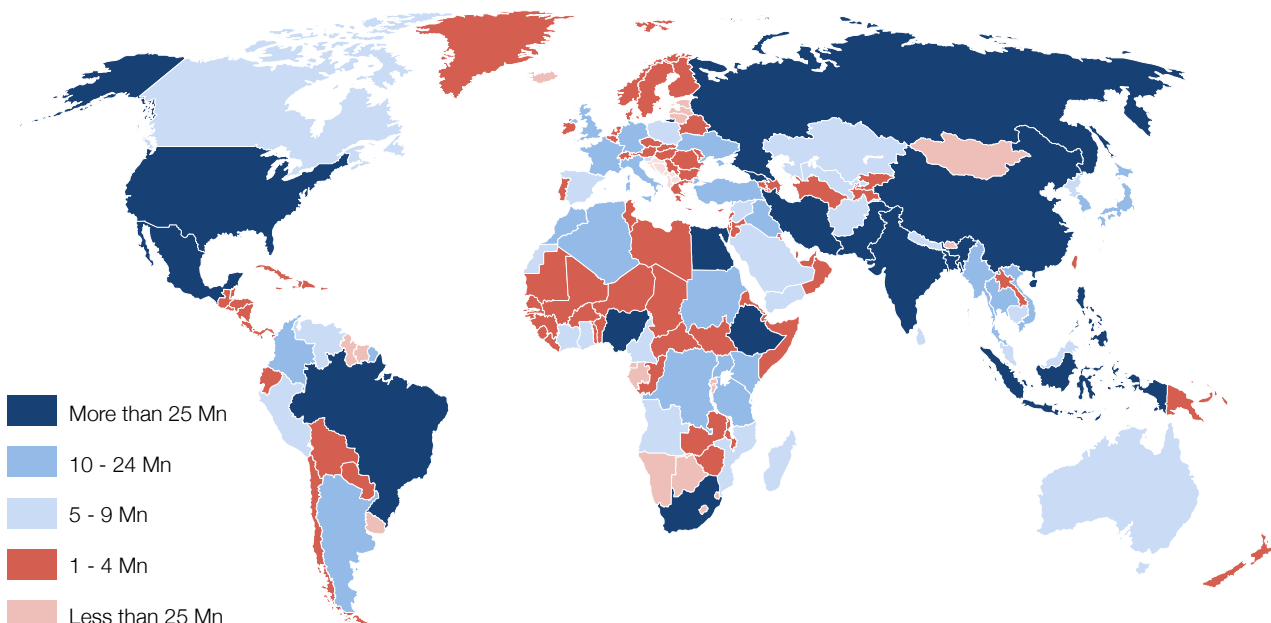 More than 25 Mn
10 - 24 Mn
5 - 9 Mn
1 - 4 Mn
Less than 25 Mn